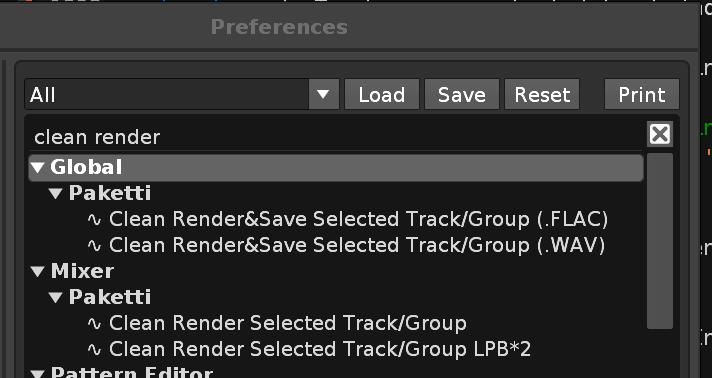 Preferences
All Load Save Reset Print
clean render
Global
Paketti
Clean Render&Save Selected Track/Group (.FLAC)
Clean Render&Save Selected Track/Group (.WAV)
Mixer
Paketti
Clean Render Selected Track/Group
Clean Render Selected Track/Group LPB*2
Pattern Editor